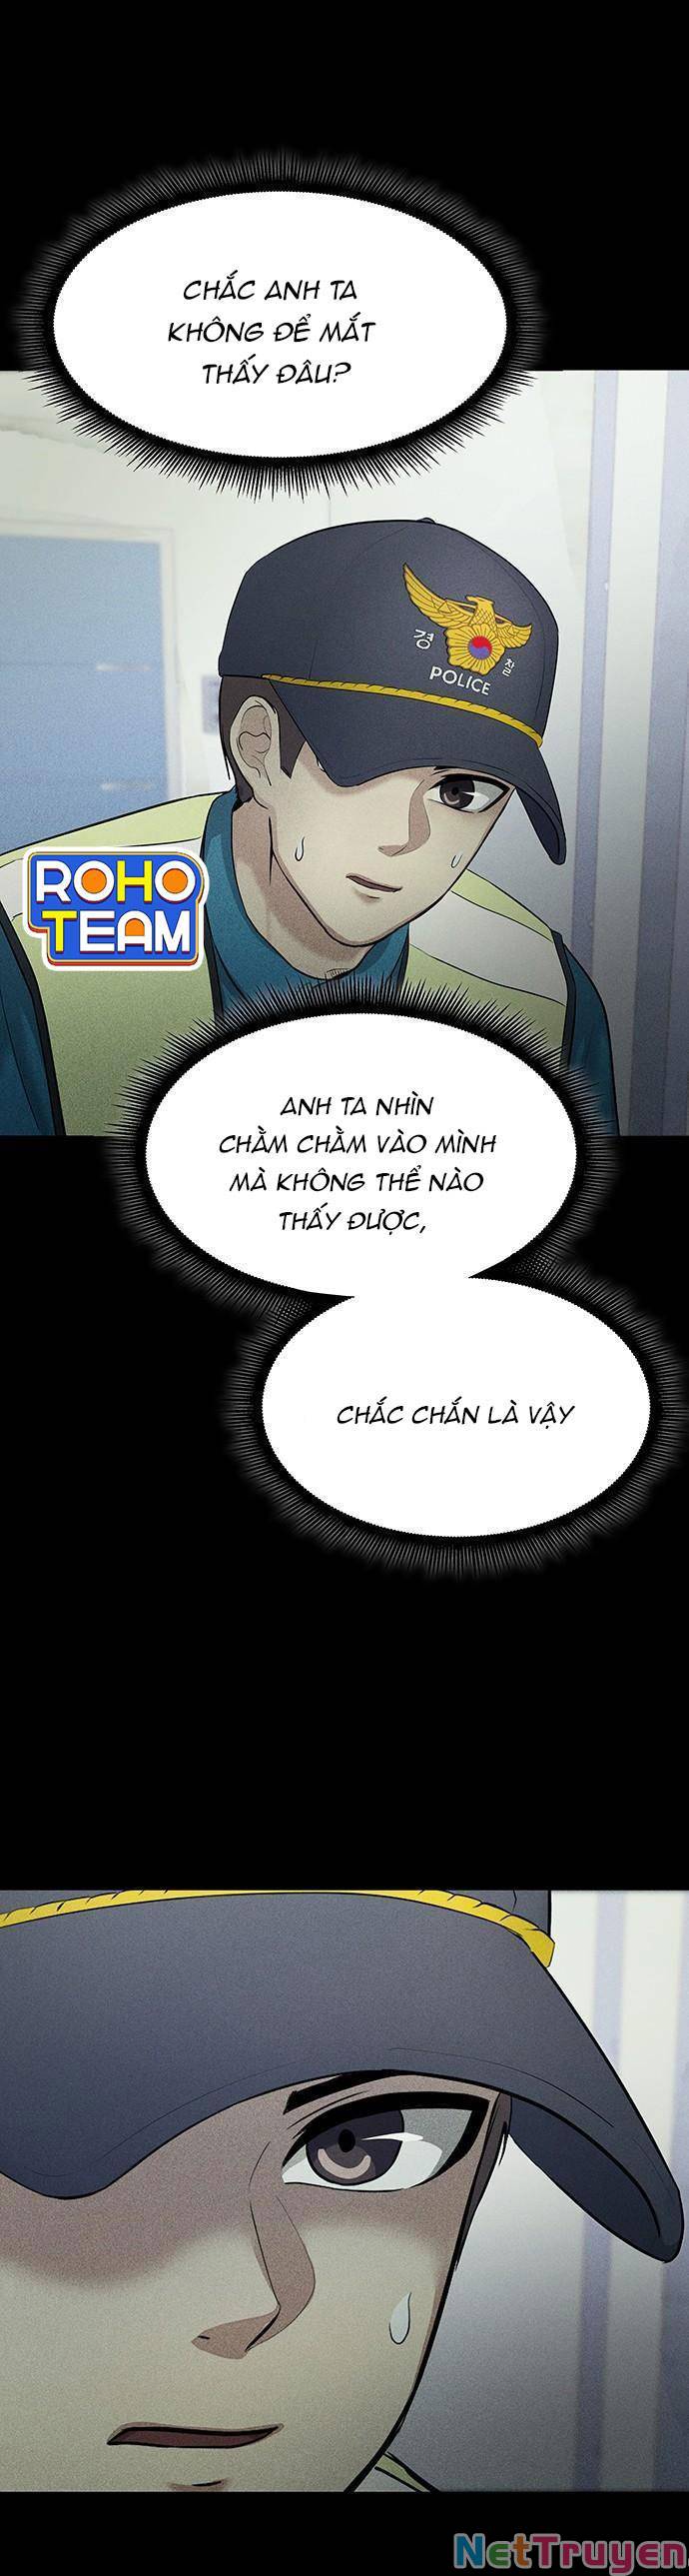 CHẮC ANH TA
KHÔNG ĐỂ MẮT
THẤY ĐÂU?
경찰
POLICE
ROHO
TEAM
ANH TA NHÌN
CHẰM CHẰM VÀO MÌNH
MÀ KHÔNG THỂ NÀO
THẤY ĐƯỢC,
CHẮC CHẮN LÀ VẬY
NetTruyen